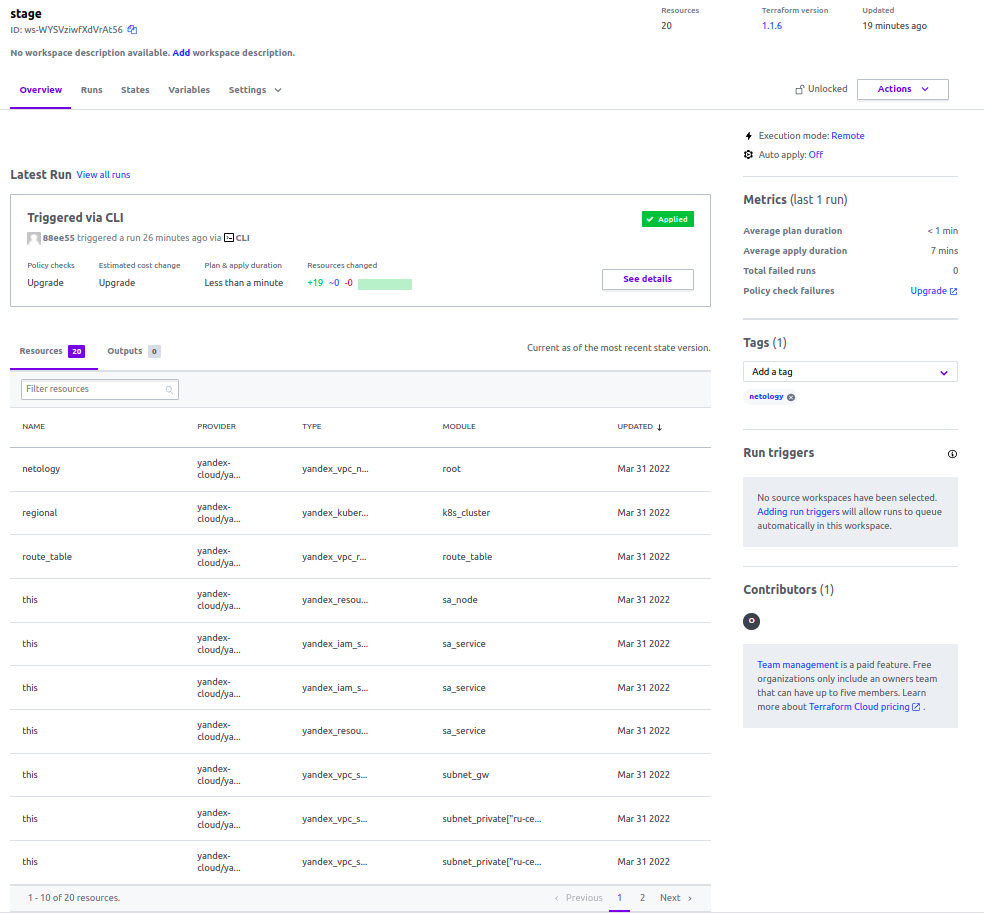 stage
ID: ws-WYSVziwfXdVrAt56
No workspace description available. Add workspace description.
Resources
20
Terraform version
1.1.6
Updated
19 minutes ago
Overview Runs States Variables Settings
Unlocked
Actions
Execution mode: Remote
Auto apply: Off
Latest Run View all runs
Triggered via CLI
Applied
88ee55 triggered a run 26 minutes ago via CLI
Policy checks
Upgrade
Estimated cost change
Upgrade
Plan & apply duration
Less than a minute
Resources changed
+19 ~0 -0
See details
Metrics (last 1 run)
Average plan duration < 1 min
Average apply duration 7 mins
Total failed runs 0
Policy check failures Upgrade
Resources 20 Outputs 0
Current as of the most recent state version.
Filter resources
NAME PROVIDER TYPE MODULE UPDATED ↓
netology yandex-cloud/ya... yandex_vpc_n... root Mar 31 2022
regional yandex-cloud/ya... yandex_kuber... k8s_cluster Mar 31 2022
route_table yandex-cloud/ya... yandex_vpc_r... route_table Mar 31 2022
this yandex-cloud/ya... yandex_resou... sa_node Mar 31 2022
this yandex-cloud/ya... yandex_iam_s... sa_service Mar 31 2022
this yandex-cloud/ya... yandex_iam_s... sa_service Mar 31 2022
this yandex-cloud/ya... yandex_resou... sa_service Mar 31 2022
this yandex-cloud/ya... yandex_vpc_s... subnet_gw Mar 31 2022
this yandex-cloud/ya... yandex_vpc_s... subnet_private["ru-ce... Mar 31 2022
this yandex-cloud/ya... yandex_vpc_s... subnet_private["ru-ce... Mar 31 2022
1 - 10 of 20 resources.
‹ Previous 1 2 Next ›
Tags (1)
Add a tag
netology
Run triggers
No source workspaces have been selected.
Adding run triggers will allow runs to queue
automatically in this workspace.
Contributors (1)
O
Team management is a paid feature. Free
organizations only include an owners team
that can have up to five members. Learn
more about Terraform Cloud pricing .